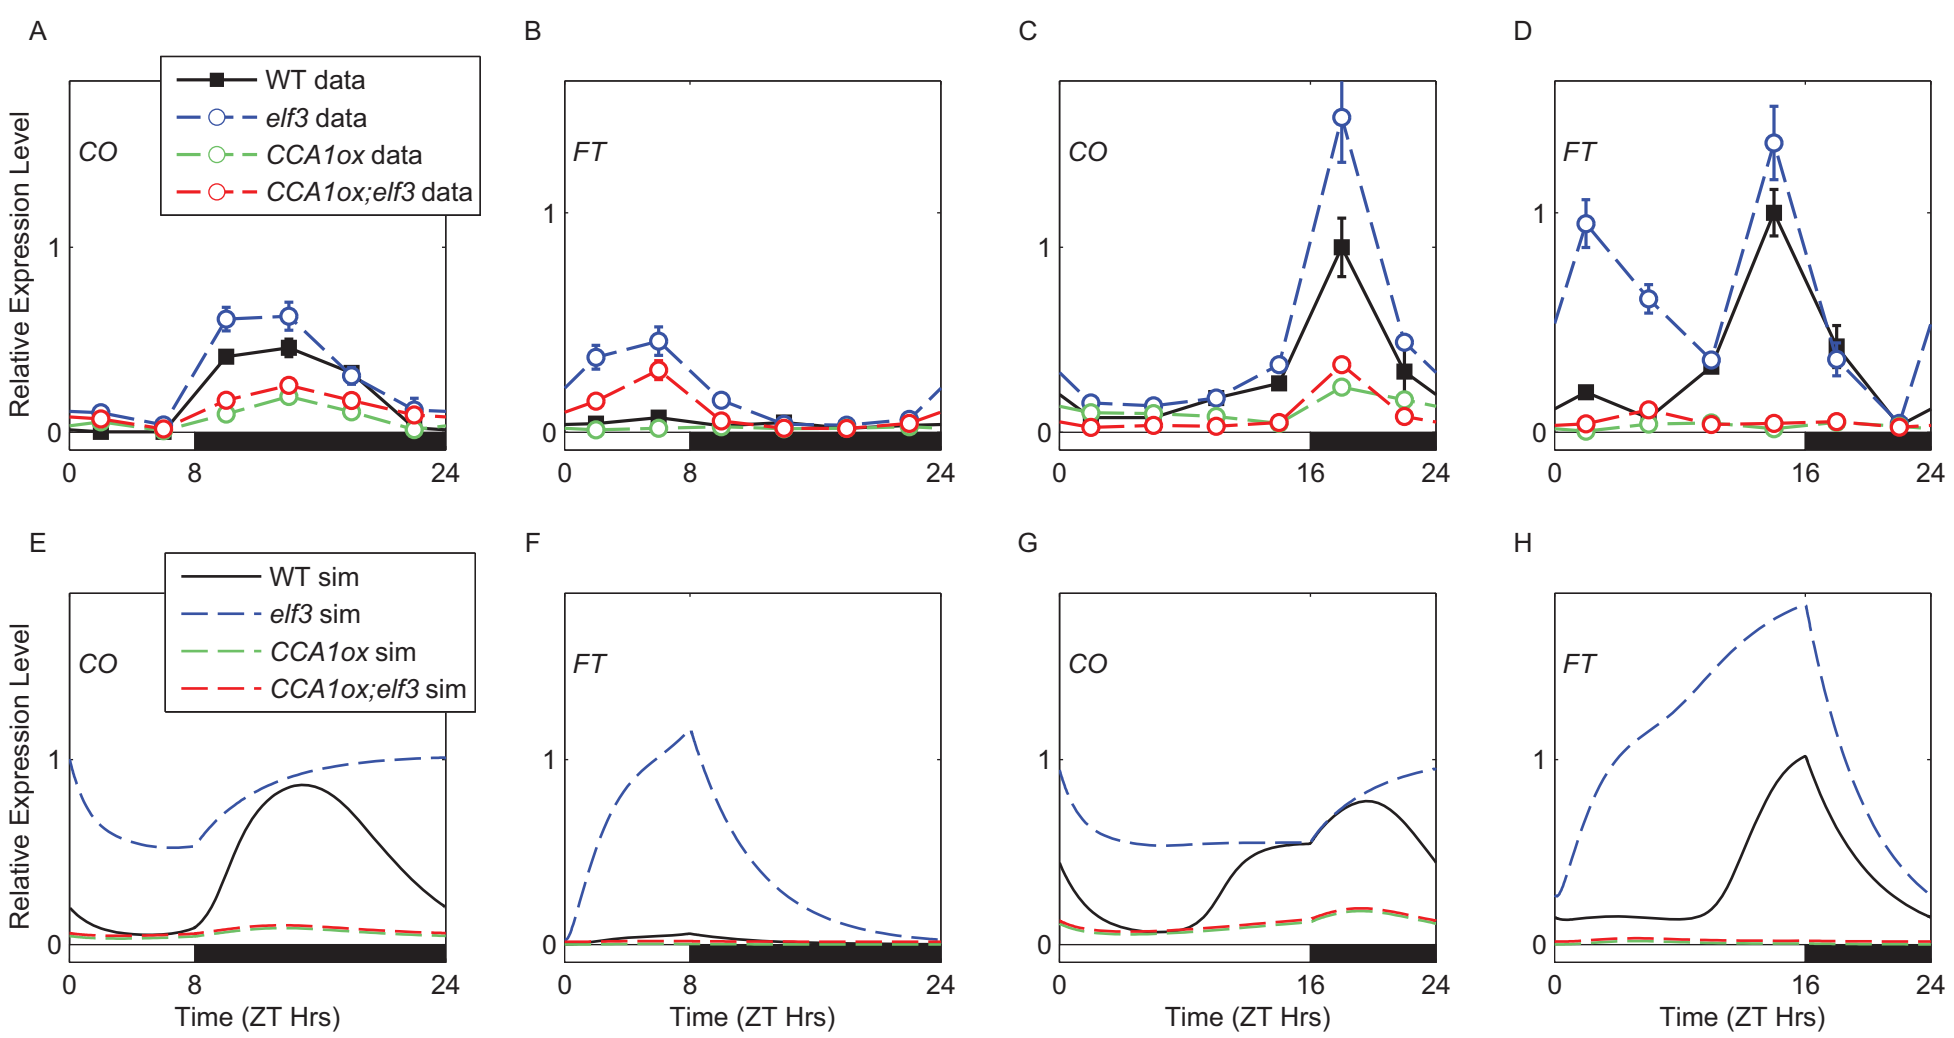 A
B
C
D
WT data
elf3 data
CCA1ox data
CCA1ox;elf3 data
Relative Expression Level
CO
FT
CO
FT
1
1
1
1
0
0
0
0
0 8 24
0 8 24
0 16 24
0 16 24
E
F
G
H
WT sim
elf3 sim
CCA1ox sim
CCA1ox;elf3 sim
Relative Expression Level
CO
FT
CO
FT
1
1
1
1
0
0
0
0
0 8 24
0 8 24
0 16 24
0 16 24
Time (ZT Hrs)
Time (ZT Hrs)
Time (ZT Hrs)
Time (ZT Hrs)